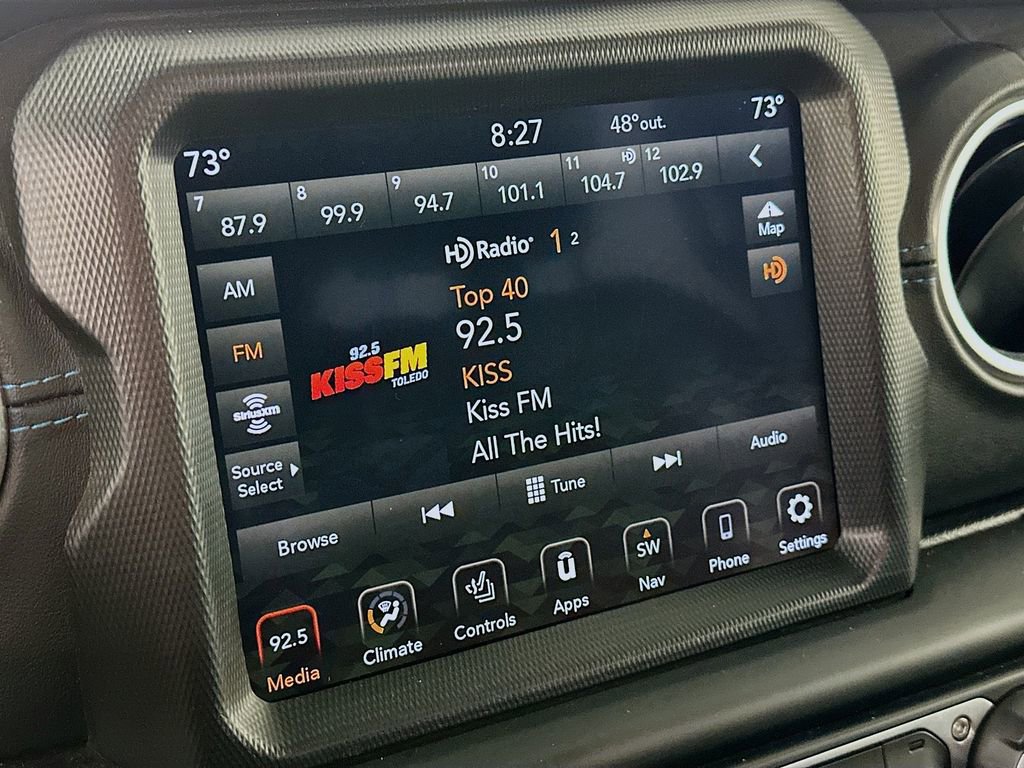 73° 8:27 48°out. 73°
7 87.9 8 99.9 9 94.7 10 101.1 11 HD 104.7 12 102.9
HD Radio® 1 2
Map
AM
Top 40
HD
92.5
FM
92.5
KISSFM
TOLEDO
KISS
SiriusXM
Kiss FM
Source
Select
All The Hits!
Browse
Tune
Audio
92.5
Media
Climate
Controls
Apps
SW
Nav
Phone
Settings